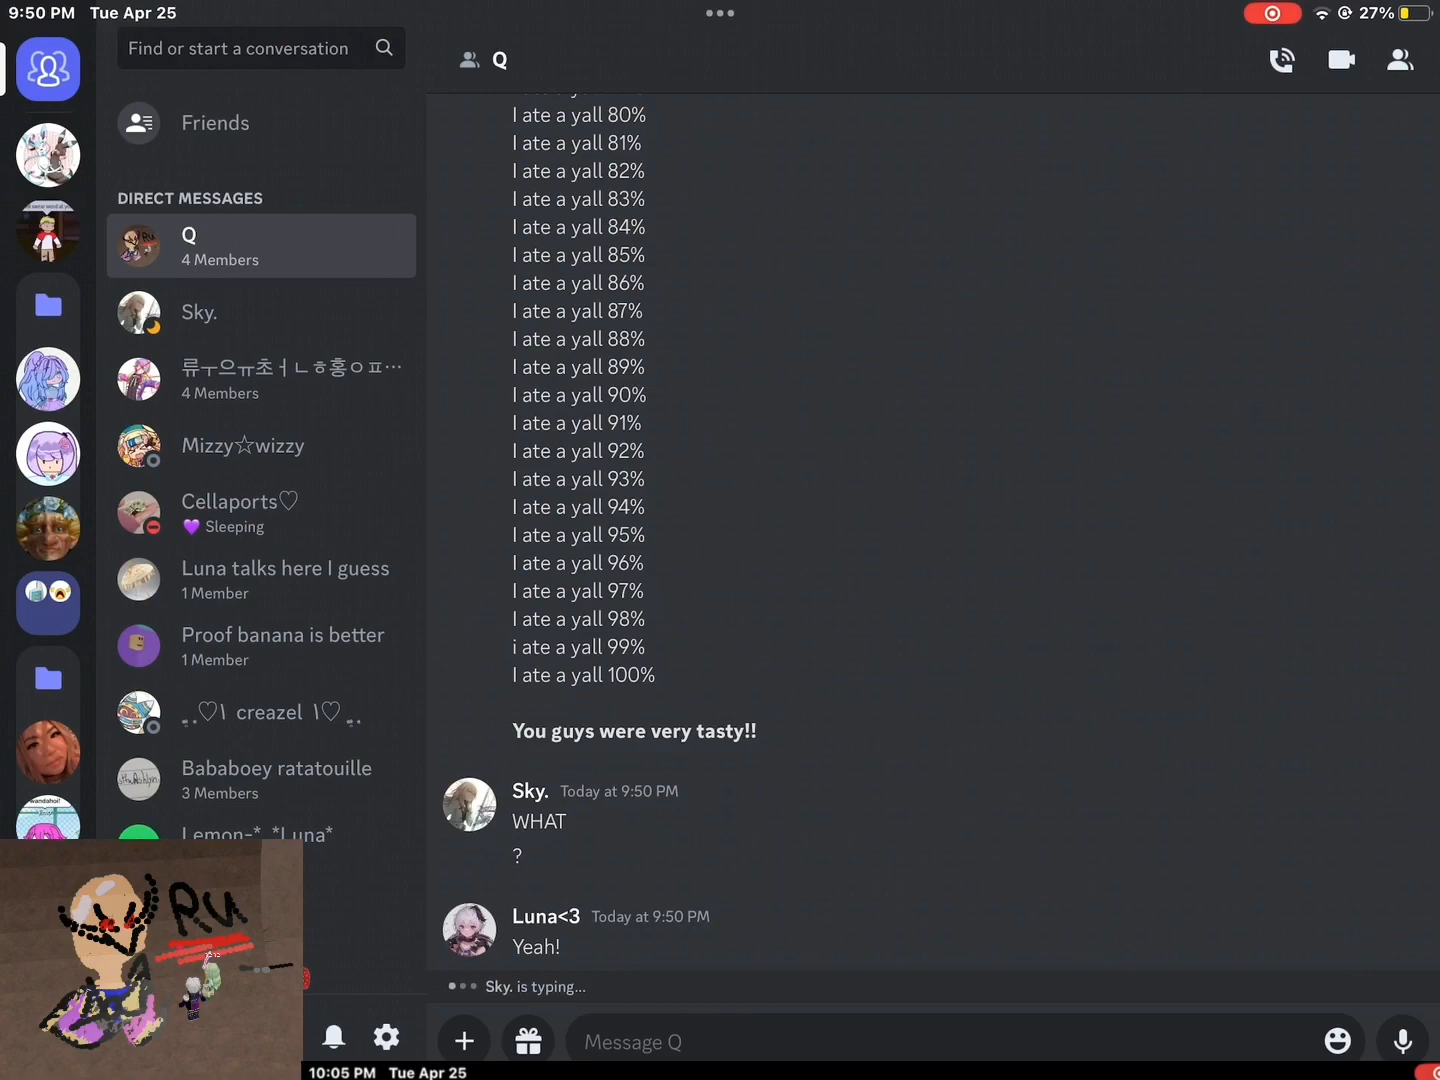 9:50 PM Tue Apr 25
27%
Find or start a conversation
Friends
DIRECT MESSAGES
Q
4 Members
Sky.
류ㅜ으ㅠ초ㅓㄴㅎ홍ㅇㅍ…
4 Members
Mizzy☆wizzy
Cellaports♡
💜 Sleeping
Luna talks here I guess
1 Member
Proof banana is better
1 Member
creazel
Bababoey ratatouille
3 Members
Lemon-*_*Luna*
Ru
Q
I ate a yall 80%
I ate a yall 81%
I ate a yall 82%
I ate a yall 83%
I ate a yall 84%
I ate a yall 85%
I ate a yall 86%
I ate a yall 87%
I ate a yall 88%
I ate a yall 89%
I ate a yall 90%
I ate a yall 91%
I ate a yall 92%
I ate a yall 93%
I ate a yall 94%
I ate a yall 95%
I ate a yall 96%
I ate a yall 97%
I ate a yall 98%
i ate a yall 99%
I ate a yall 100%
You guys were very tasty!!
Sky. Today at 9:50 PM
WHAT
?
Luna<3 Today at 9:50 PM
Yeah!
Sky. is typing...
Message Q
10:05 PM Tue Apr 25